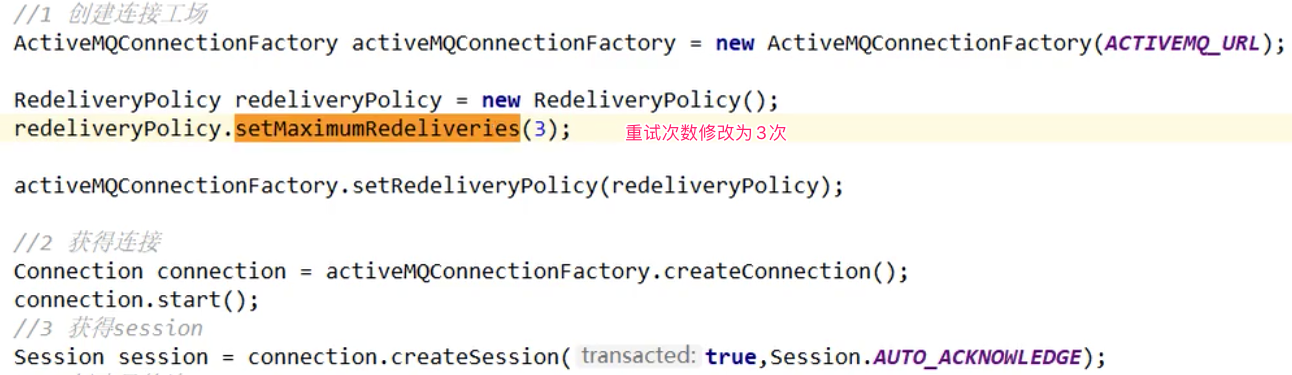 //1 创建连接工场
ActiveMQConnectionFactory activeMQConnectionFactory = new ActiveMQConnectionFactory(ACTIVEMQ_URL);
RedeliveryPolicy redeliveryPolicy = new RedeliveryPolicy();
redeliveryPolicy.setMaximumRedeliveries(3); 重试次数修改为3次
activeMQConnectionFactory.setRedeliveryPolicy(redeliveryPolicy);
//2 获得连接
Connection connection = activeMQConnectionFactory.createConnection();
connection.start();
//3 获得session
Session session = connection.createSession( transacted: true,Session.AUTO_ACKNOWLEDGE);